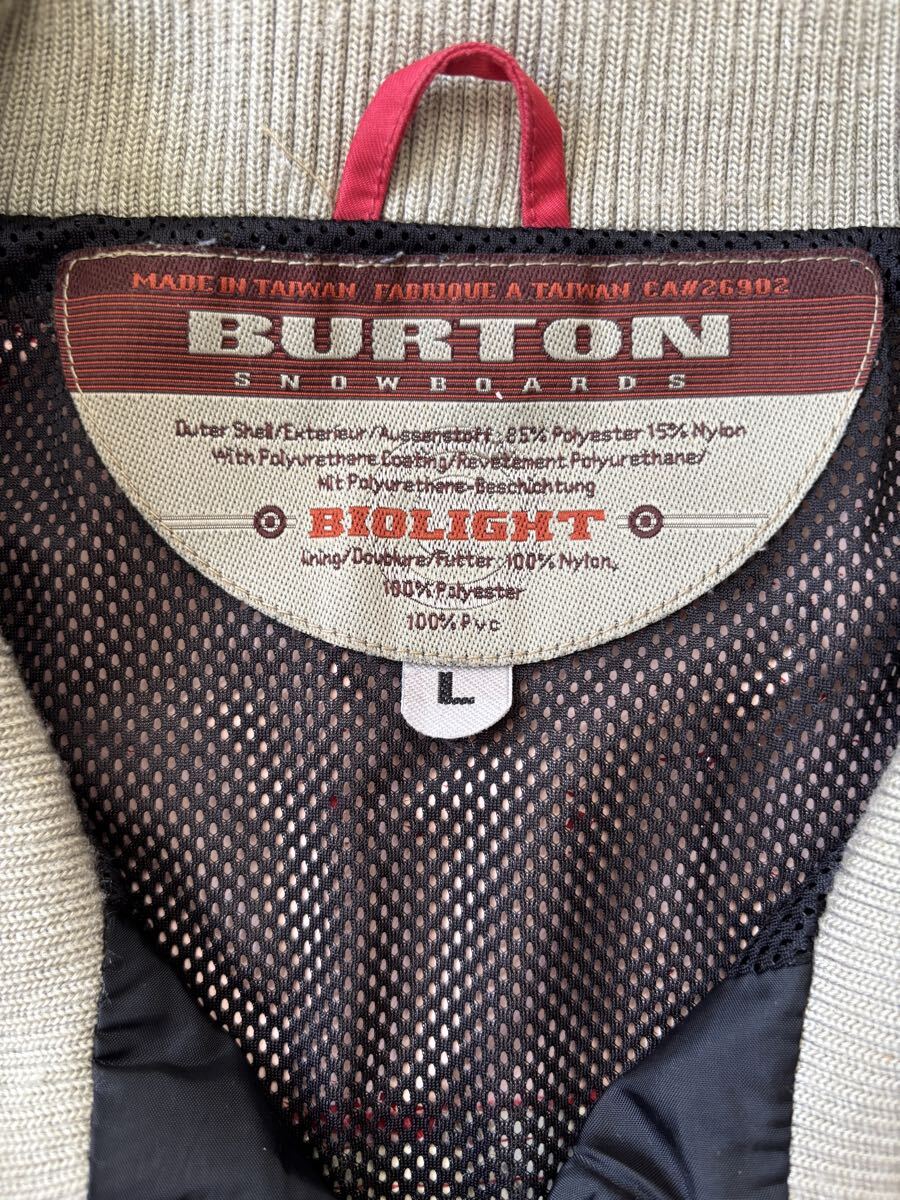 MADE IN TAIWAN FABRIQUE A TAIWAN CA#26902
BURTON
SNOWBOARDS
Outer Shell/Exterieur/Aussenstoff 85% Polyester 15% Nylon
With Polyurethane Coating/Revetement Polyurethane/
Mit Polyurethane-Beschichtung
BIOLIGHT
Lining/Doublure/Futter 100% Nylon,
100% Polyester
100% Pvc
L